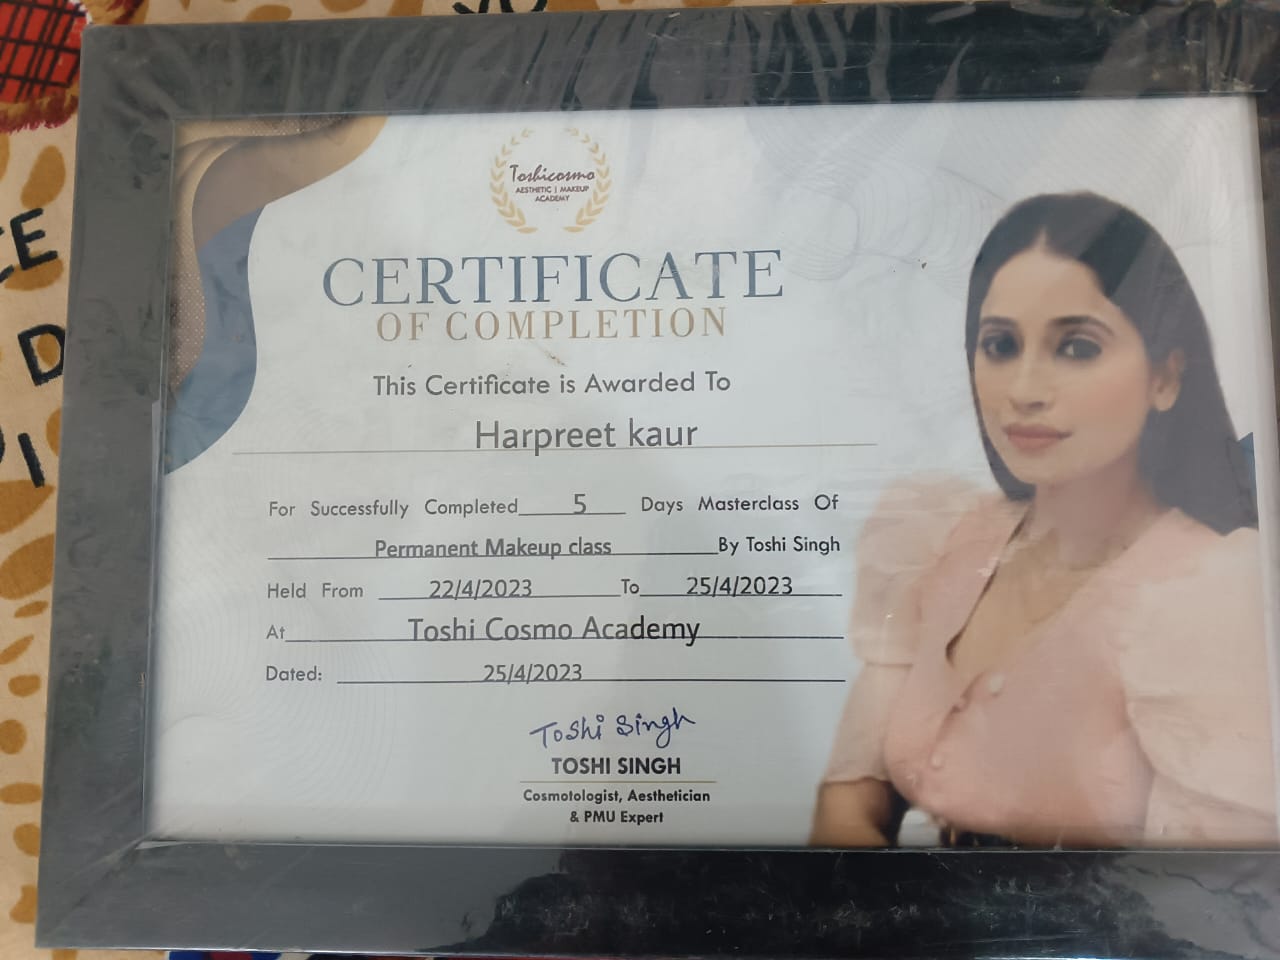 Toshicosmo
AESTHETIC | MAKEUP
ACADEMY
CERTIFICATE
OF COMPLETION
This Certificate is Awarded To
Harpreet kaur
For Successfully Completed 5 Days Masterclass Of
Permanent Makeup class By Toshi Singh
Held From 22/4/2023 To 25/4/2023
At Toshi Cosmo Academy
Dated: 25/4/2023
Toshi Singh
TOSHI SINGH
Cosmotologist, Aesthetician
& PMU Expert